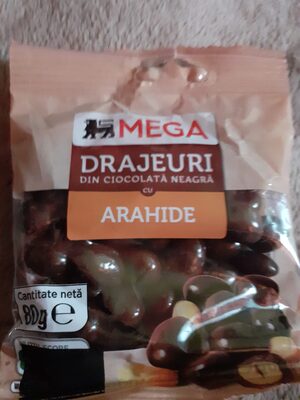 MEGA
DRAJEURI
DIN CIOCOLATĂ NEAGRĂ
CU
ARAHIDE
Cantitate netă
80g e